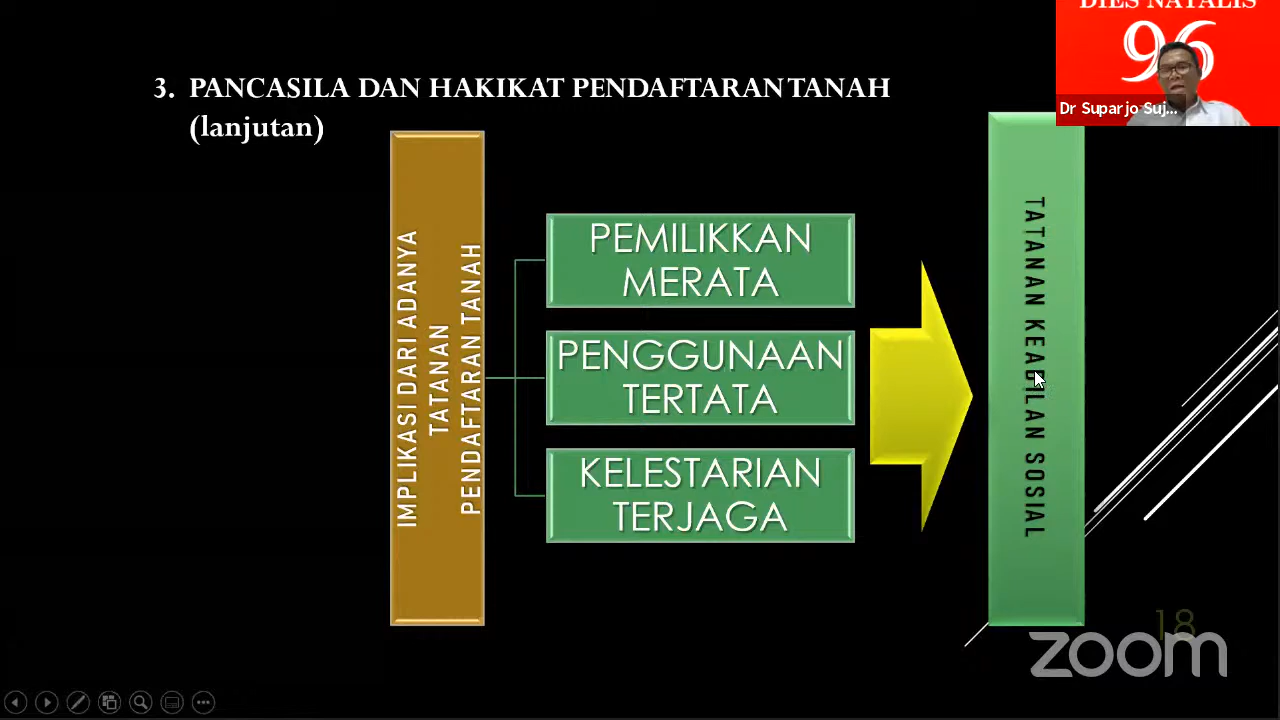 DIES NATALIS
96
Dr Suparjo Suj...
3. PANCASILA DAN HAKIKAT PENDAFTARAN TANAH
(lanjutan)
IMPLIKASI DARI ADANYA
TATANAN
PENDAFTARAN TANAH
PEMILIKKAN
MERATA
PENGGUNAAN
TERTATA
KELESTARIAN
TERJAGA
TATANAN KEADILAN SOSIAL
18
zoom